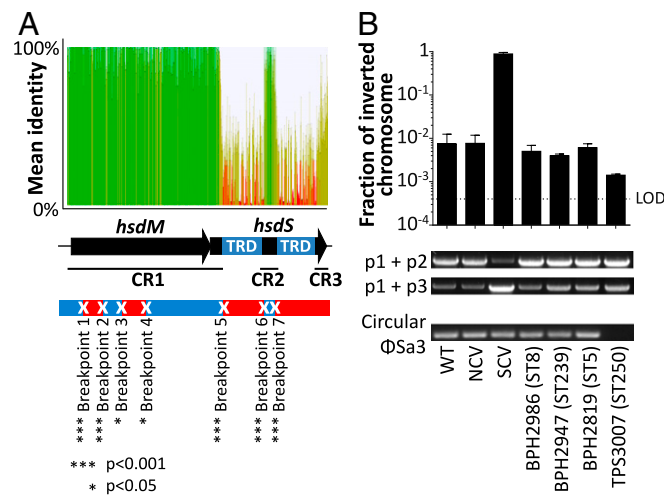 A
100%
Mean identity
0%
hsdM
hsdS
TRD
TRD
CR1
CR2
CR3
X X X X X X X
*** Breakpoint 1
*** Breakpoint 2
* Breakpoint 3
* Breakpoint 4
*** Breakpoint 5
*** Breakpoint 6
*** Breakpoint 7
*** p<0.001
* p<0.05
B
Fraction of inverted
chromosome
1
10-1
10-2
10-3
10-4
LOD
p1 + p2
p1 + p3
Circular
ΦSa3
WT
NCV
SCV
BPH2986 (ST8)
BPH2947 (ST239)
BPH2819 (ST5)
TPS3007 (ST250)